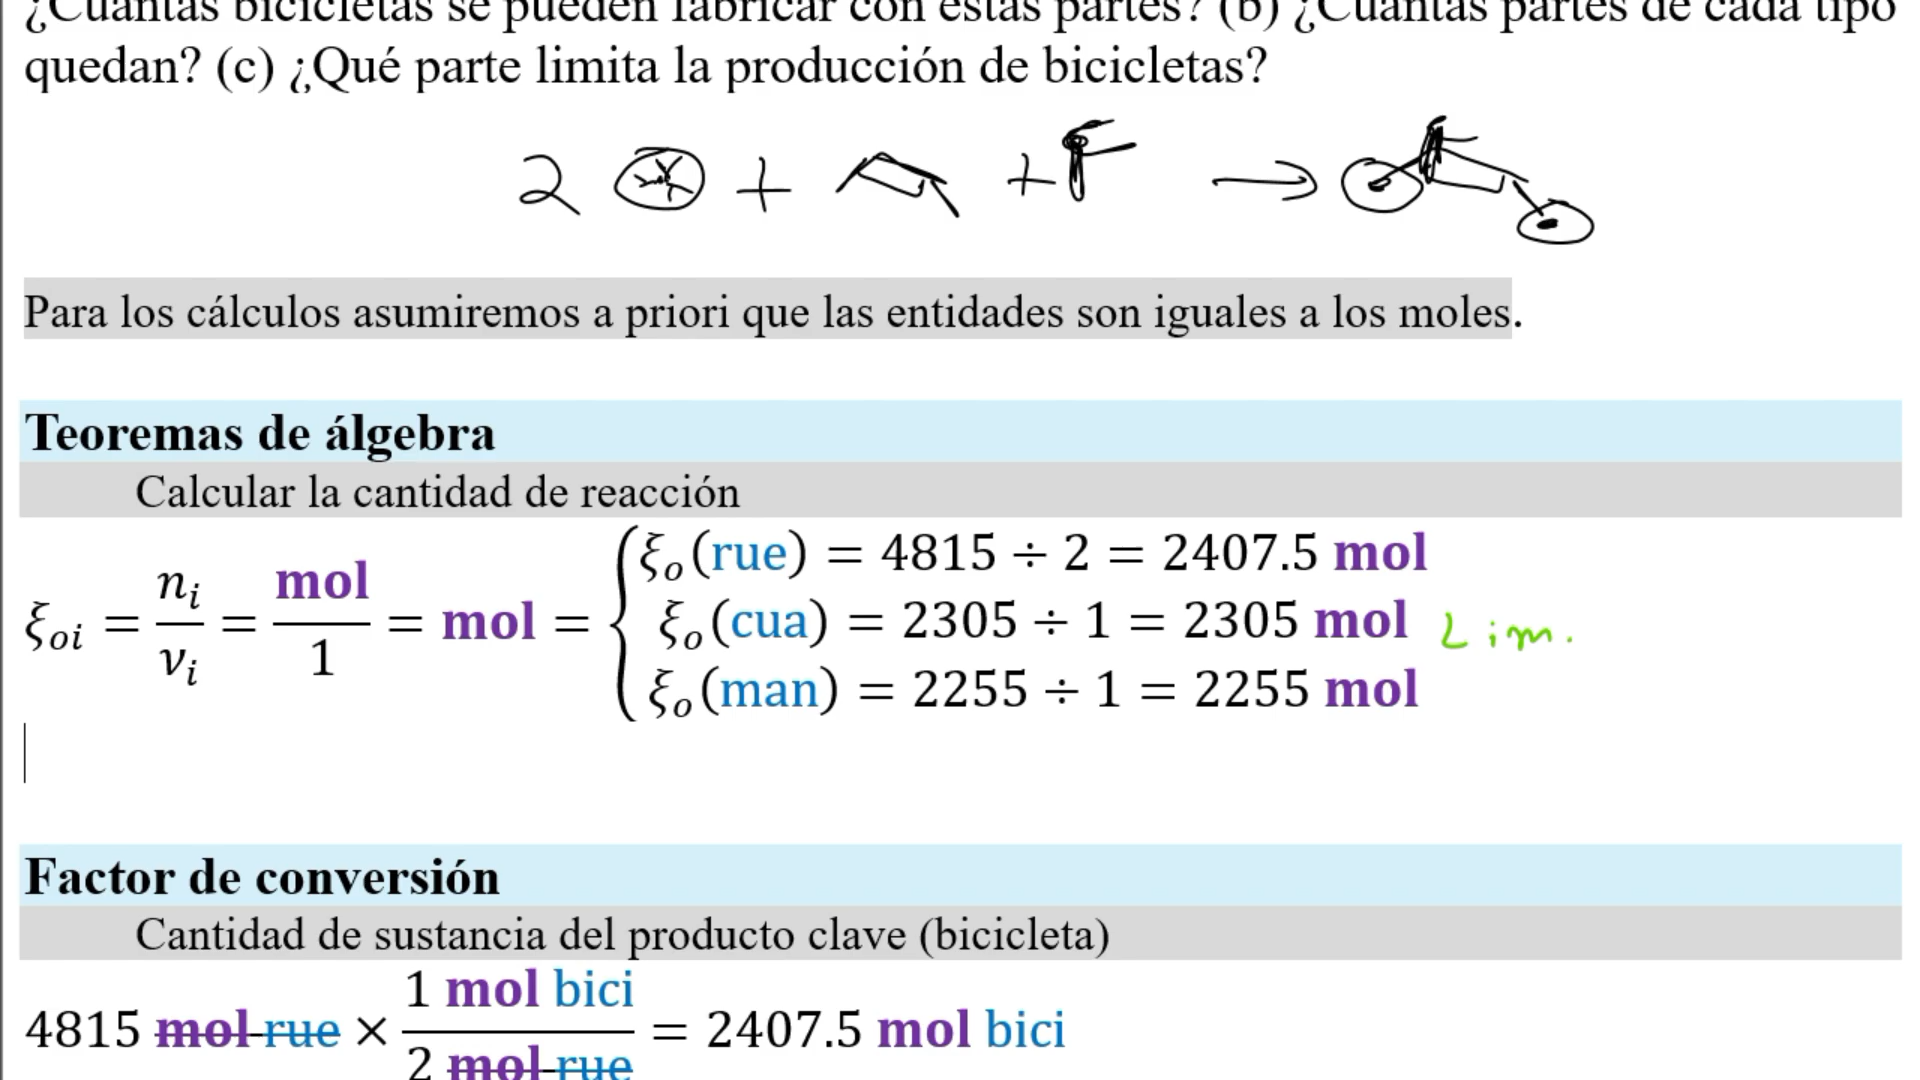 ¿Cuántas bicicletas se pueden fabricar con estas partes? (b) ¿Cuántas partes de cada tipo
quedan? (c) ¿Qué parte limita la producción de bicicletas?
2 + + →
Para los cálculos asumiremos a priori que las entidades son iguales a los moles.
Teoremas de álgebra
Calcular la cantidad de reacción
ξₒᵢ = nᵢ / νᵢ = mol / 1 = mol = {
ξₒ(rue) = 4815 ÷ 2 = 2407.5 mol
ξₒ(cua) = 2305 ÷ 1 = 2305 mol Lim.
ξₒ(man) = 2255 ÷ 1 = 2255 mol
Factor de conversión
Cantidad de sustancia del producto clave (bicicleta)
4815 mol rue × 1 mol bici / 2 mol rue = 2407.5 mol bici